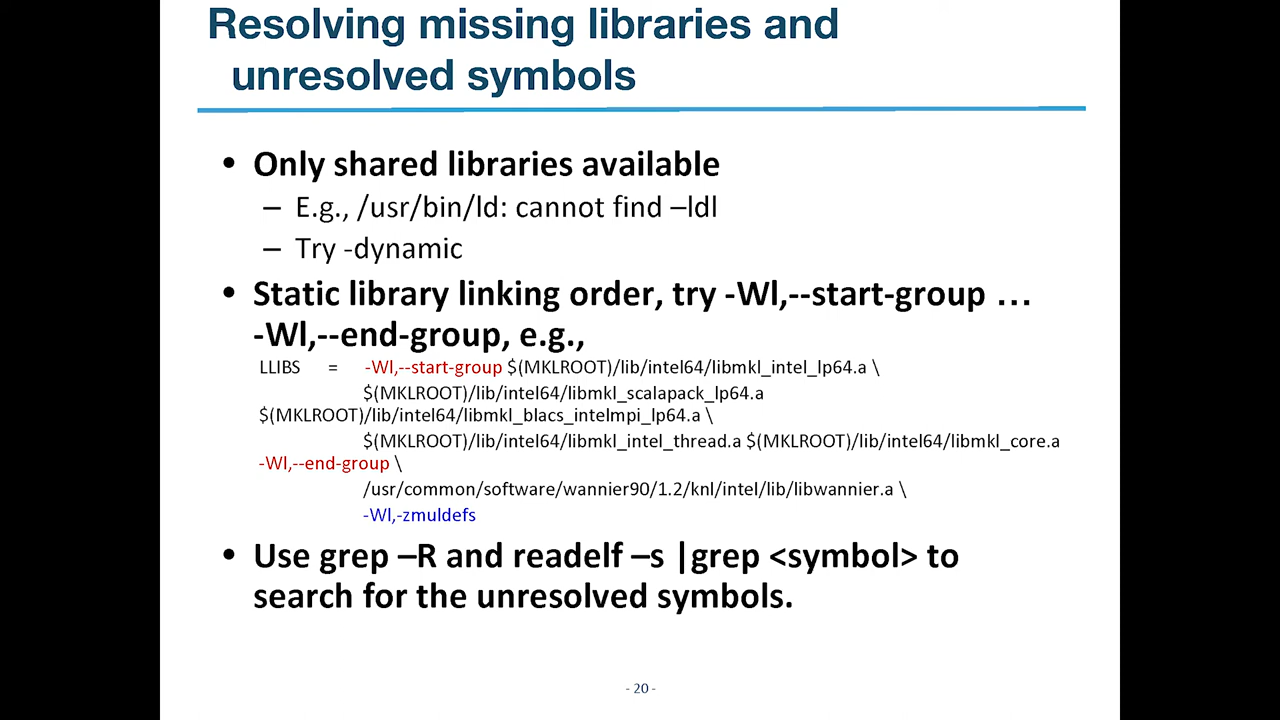 Resolving missing libraries and
unresolved symbols
• Only shared libraries available
– E.g., /usr/bin/ld: cannot find –ldl
– Try -dynamic
• Static library linking order, try -Wl,--start-group …
-Wl,--end-group, e.g.,
LLIBS = -Wl,--start-group $(MKLROOT)/lib/intel64/libmkl_intel_lp64.a \
$(MKLROOT)/lib/intel64/libmkl_scalapack_lp64.a
$(MKLROOT)/lib/intel64/libmkl_blacs_intelmpi_lp64.a \
$(MKLROOT)/lib/intel64/libmkl_intel_thread.a $(MKLROOT)/lib/intel64/libmkl_core.a
-Wl,--end-group \
/usr/common/software/wannier90/1.2/knl/intel/lib/libwannier.a \
-Wl,-zmuldefs
• Use grep –R and readelf –s |grep <symbol> to
search for the unresolved symbols.
- 20 -